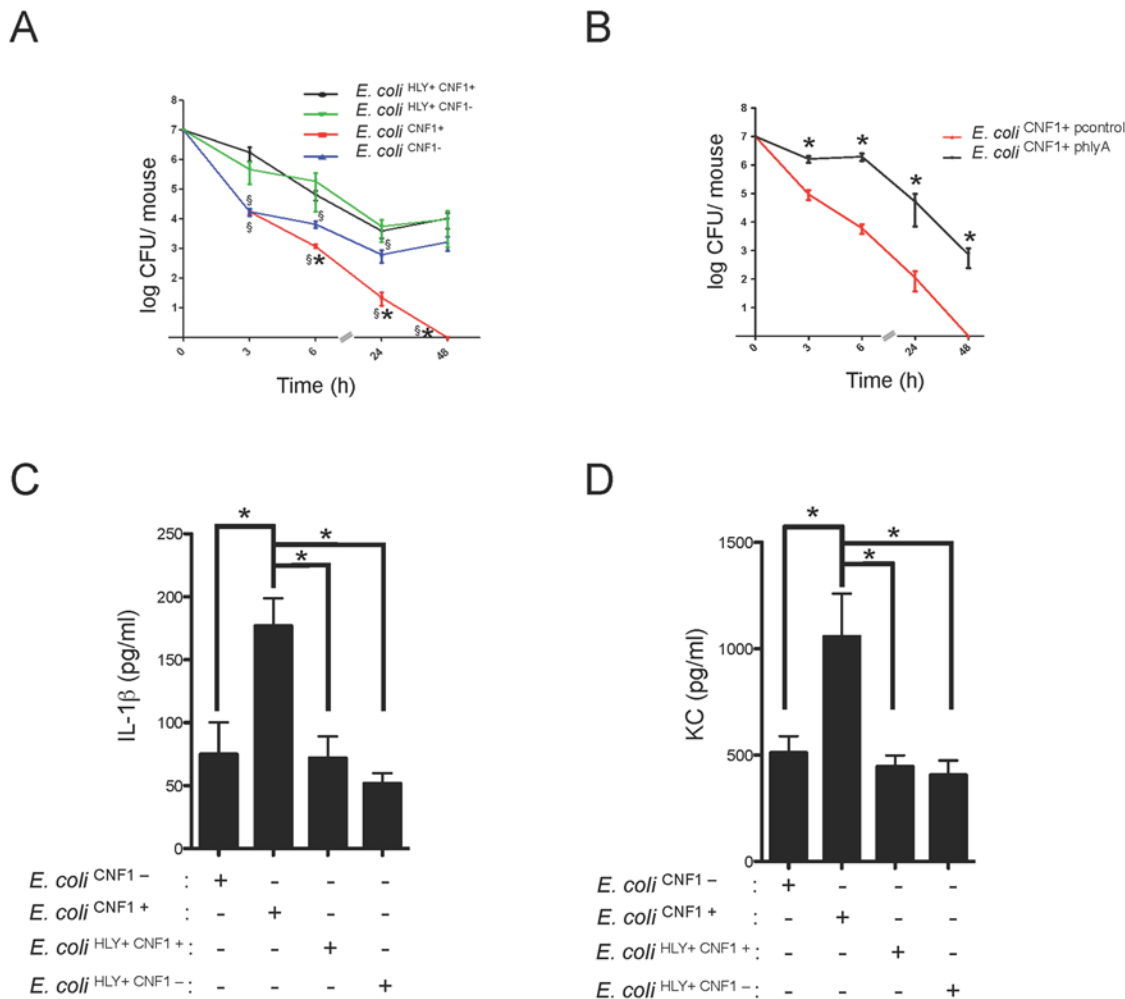 A
B
E. coli HLY+ CNF1+
E. coli HLY+ CNF1-
E. coli CNF1+
E. coli CNF1-
log CFU/ mouse
8
7
6
5
4
3
2
1
§
§
§
§*
§
§*
§*
0
3
6
24
48
Time (h)
E. coli CNF1+ pcontrol
E. coli CNF1+ phlyA
log CFU/ mouse
8
7
6
5
4
3
2
1
*
*
*
*
0
3
6
24
48
Time (h)
C
D
IL-1β (pg/ml)
250
200
150
100
50
0
*
*
*
E. coli CNF1 – : + - - -
E. coli CNF1 + : - + - -
E. coli HLY+ CNF1 + : - - + -
E. coli HLY+ CNF1 – : - - - +
KC (pg/ml)
1500
1000
500
0
*
*
*
E. coli CNF1 – : + - - -
E. coli CNF1 + : - + - -
E. coli HLY+ CNF1 + : - - + -
E. coli HLY+ CNF1 – : - - - +